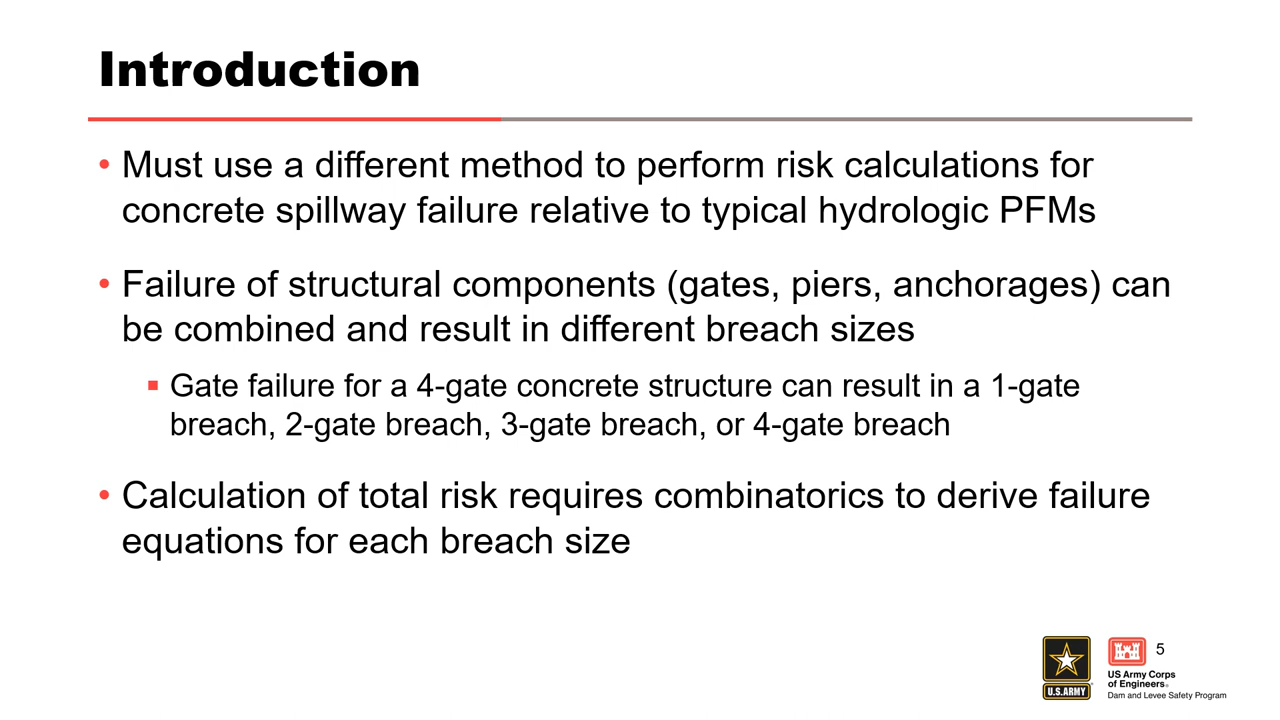 Introduction
• Must use a different method to perform risk calculations for
concrete spillway failure relative to typical hydrologic PFMs
• Failure of structural components (gates, piers, anchorages) can
be combined and result in different breach sizes
▪ Gate failure for a 4-gate concrete structure can result in a 1-gate
breach, 2-gate breach, 3-gate breach, or 4-gate breach
• Calculation of total risk requires combinatorics to derive failure
equations for each breach size
5
U.S.ARMY
US Army Corps
of Engineers®
Dam and Levee Safety Program